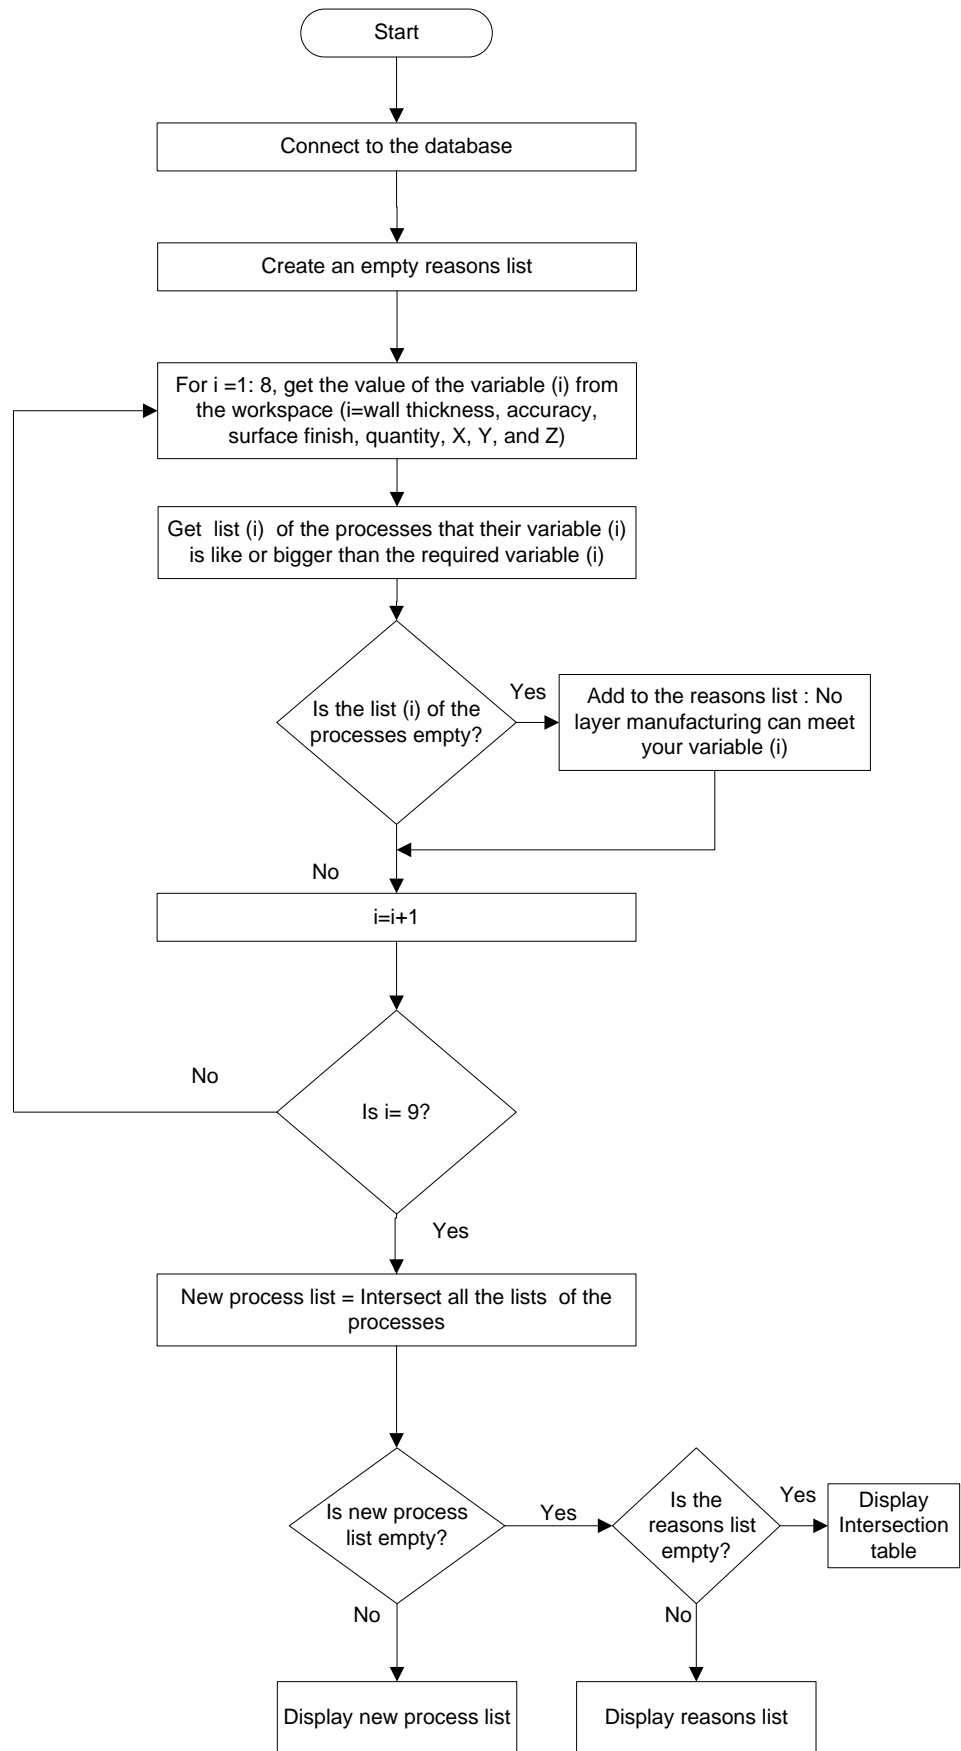 Start
Connect to the database
Create an empty reasons list
For i =1: 8, get the value of the variable (i) from
the workspace (i=wall thickness, accuracy,
surface finish, quantity, X, Y, and Z)
Get  list (i)  of the processes that their variable (i)
is like or bigger than the required variable (i)
Is the list (i) of the
processes empty?
Yes
Add to the reasons list : No
layer manufacturing can meet
your variable (i)
No
i=i+1
No
Is i= 9?
Yes
New process list = Intersect all the lists  of the
processes
Is new process
list empty?
Yes
Is the
reasons list
empty?
Yes
Display
Intersection
table
No
No
Display new process list
Display reasons list